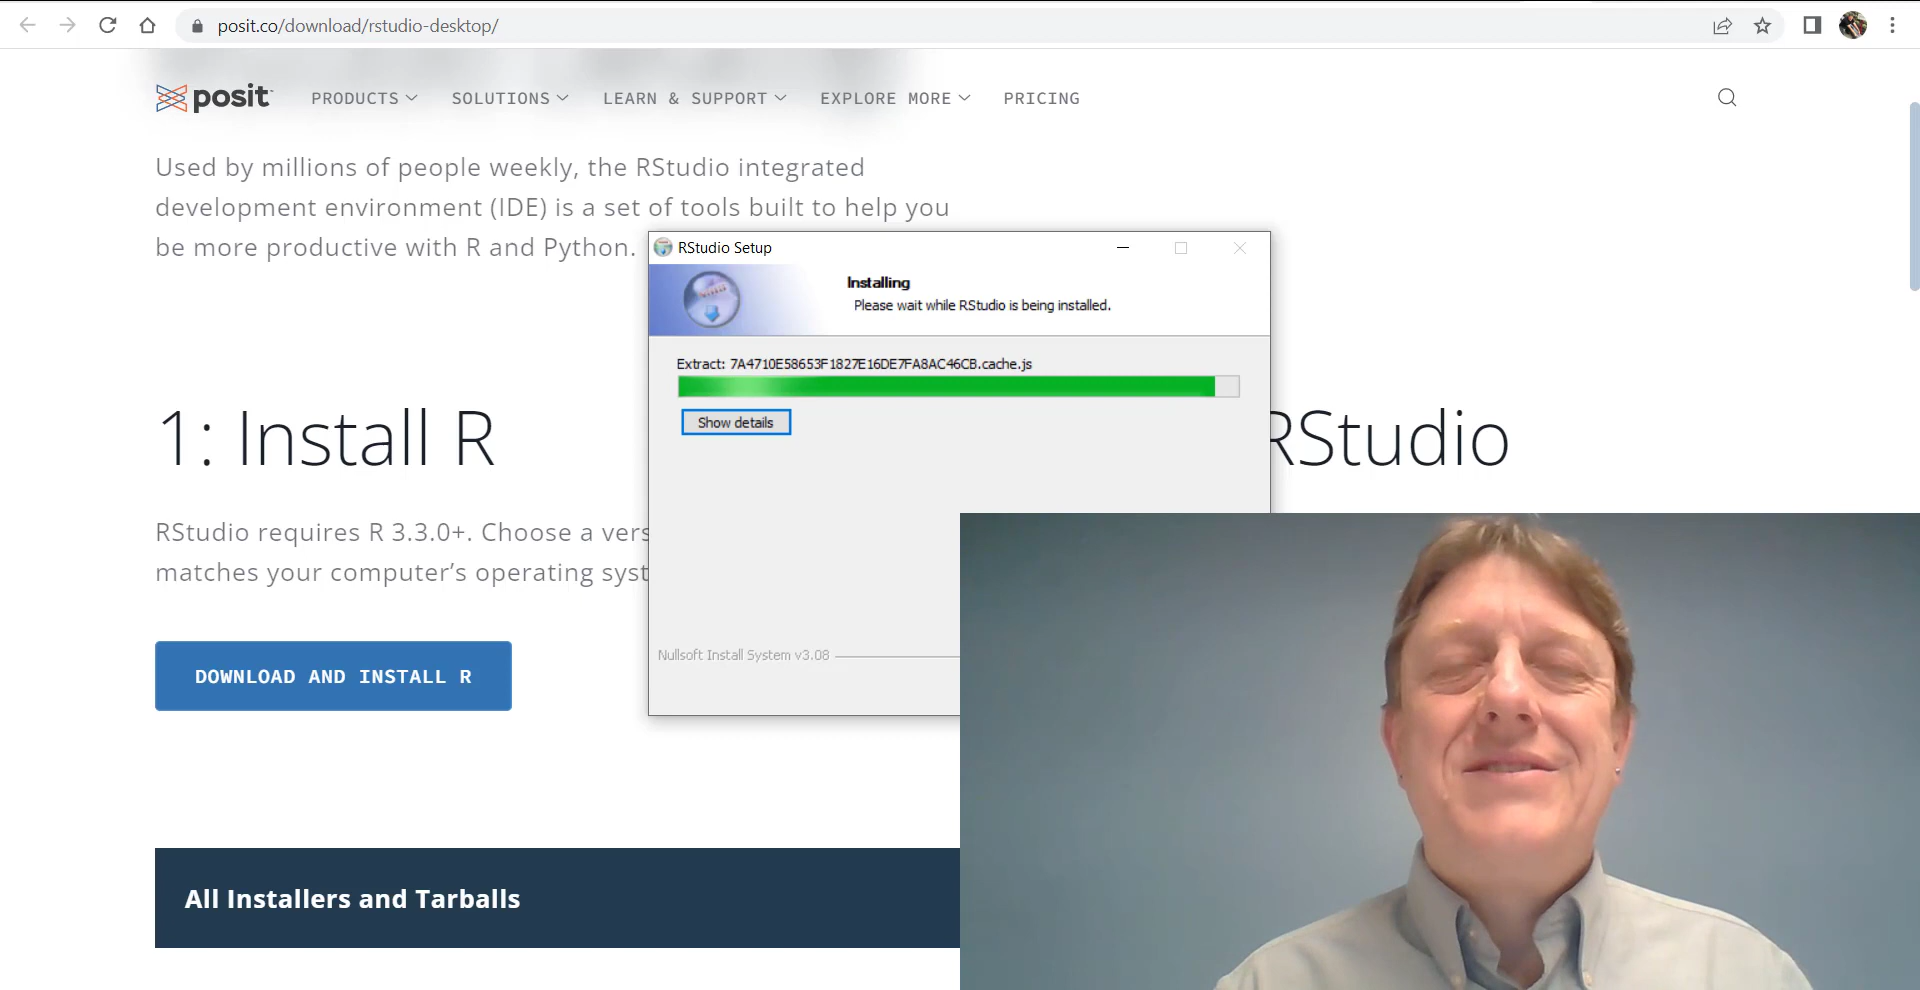 posit.co/download/rstudio-desktop/
posit
PRODUCTS
SOLUTIONS
LEARN & SUPPORT
EXPLORE MORE
PRICING
Used by millions of people weekly, the RStudio integrated
development environment (IDE) is a set of tools built to help you
be more productive with R and Python.
RStudio Setup
Installing
Please wait while RStudio is being installed.
Extract: 7A4710E58653F1827E16DE7FA8AC46CB.cache.js
Show details
1: Install R
RStudio
RStudio requires R 3.3.0+. Choose a vers
matches your computer’s operating syst
Nullsoft Install System v3.08
DOWNLOAD AND INSTALL R
All Installers and Tarballs